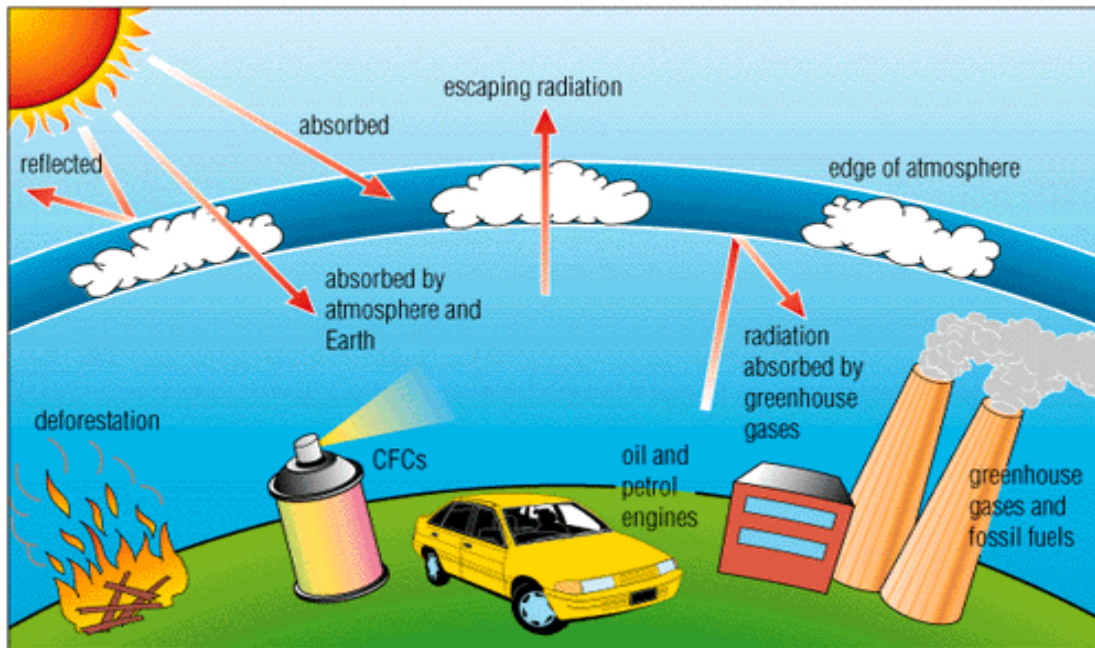 escaping radiation
absorbed
reflected
edge of atmosphere
absorbed by
atmosphere and
Earth
radiation
absorbed by
greenhouse
gases
deforestation
CFCs
oil and
petrol
engines
greenhouse
gases and
fossil fuels